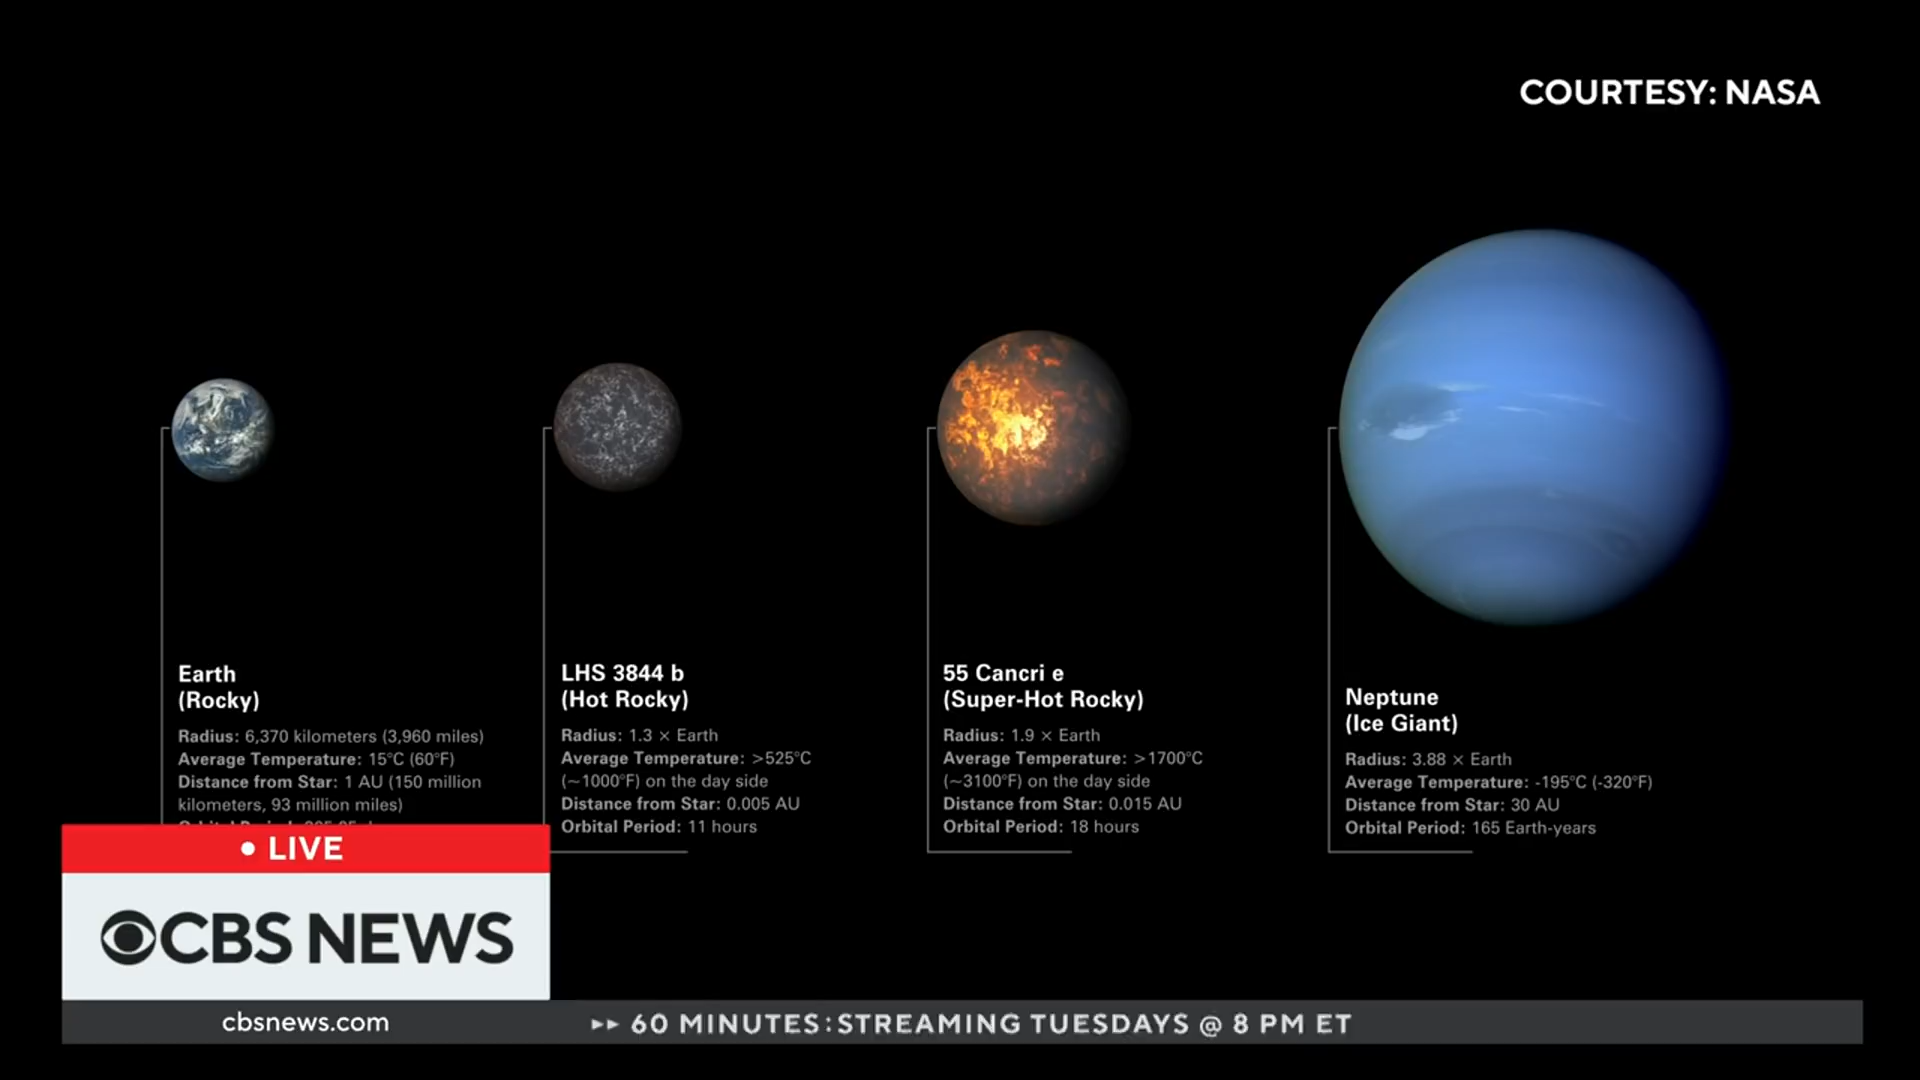 COURTESY: NASA
Earth
(Rocky)
Radius: 6,370 kilometers (3,960 miles)
Average Temperature: 15°C (60°F)
Distance from Star: 1 AU (150 million
kilometers, 93 million miles)
LHS 3844 b
(Hot Rocky)
Radius: 1.3 × Earth
Average Temperature: >525°C
(~1000°F) on the day side
Distance from Star: 0.005 AU
Orbital Period: 11 hours
55 Cancri e
(Super-Hot Rocky)
Radius: 1.9 × Earth
Average Temperature: >1700°C
(~3100°F) on the day side
Distance from Star: 0.015 AU
Orbital Period: 18 hours
Neptune
(Ice Giant)
Radius: 3.88 × Earth
Average Temperature: -195°C (-320°F)
Distance from Star: 30 AU
Orbital Period: 165 Earth-years
LIVE
CBS NEWS
cbsnews.com
60 MINUTES: STREAMING TUESDAYS @ 8 PM ET